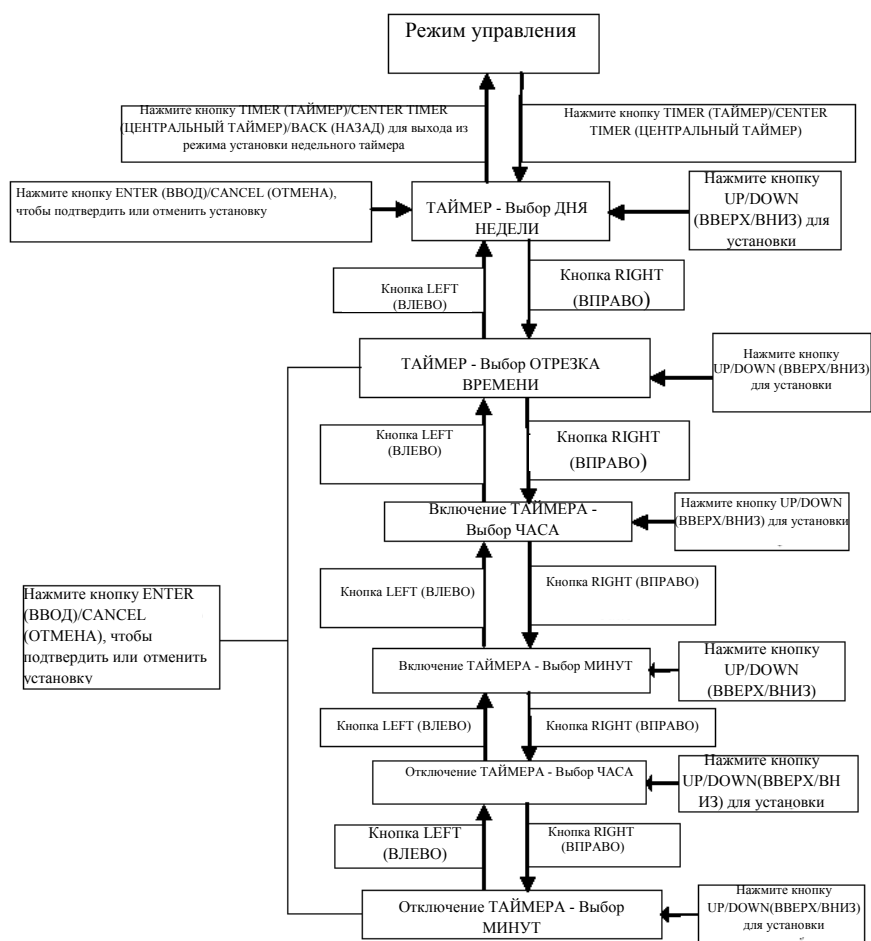 Режим управления
Нажмите кнопку TIMER (ТАЙМЕР)/CENTER TIMER
(ЦЕНТРАЛЬНЫЙ ТАЙМЕР)/BACK (НАЗАД) для выхода из
режима установки недельного таймера
Нажмите кнопку TIMER (ТАЙМЕР)/CENTER
TIMER (ЦЕНТРАЛЬНЫЙ ТАЙМЕР)
Нажмите кнопку ENTER (ВВОД)/CANCEL (ОТМЕНА),
чтобы подтвердить или отменить установку
ТАЙМЕР - Выбор ДНЯ
НЕДЕЛИ
Нажмите кнопку
UP/DOWN
(ВВЕРХ/ВНИЗ) для
установки
Кнопка LEFT
(ВЛЕВО)
Кнопка RIGHT
(ВПРАВО)
ТАЙМЕР - Выбор ОТРЕЗКА
ВРЕМЕНИ
Нажмите кнопку
UP/DOWN (ВВЕРХ/ВНИЗ)
для установки
Кнопка LEFT
(ВЛЕВО)
Кнопка RIGHT
(ВПРАВО)
Включение ТАЙМЕРА -
Выбор ЧАСА
Нажмите кнопку UP/DOWN
(ВВЕРХ/ВНИЗ) для установки
Кнопка LEFT (ВЛЕВО)
Кнопка RIGHT (ВПРАВО)
Нажмите кнопку ENTER
(ВВОД)/CANCEL
(ОТМЕНА), чтобы
подтвердить или отменить
установку
Включение ТАЙМЕРА - Выбор МИНУТ
Нажмите кнопку
UP/DOWN
(ВВЕРХ/ВНИЗ)
Кнопка LEFT (ВЛЕВО)
Кнопка RIGHT (ВПРАВО)
Отключение ТАЙМЕРА - Выбор ЧАСА
Нажмите кнопку
UP/DOWN(ВВЕРХ/ВН
ИЗ) для установки
Кнопка LEFT
(ВЛЕВО)
Кнопка RIGHT
(ВПРАВО)
Отключение ТАЙМЕРА - Выбор
МИНУТ
Нажмите кнопку
UP/DOWN(ВВЕРХ/ВНИЗ)
для установки